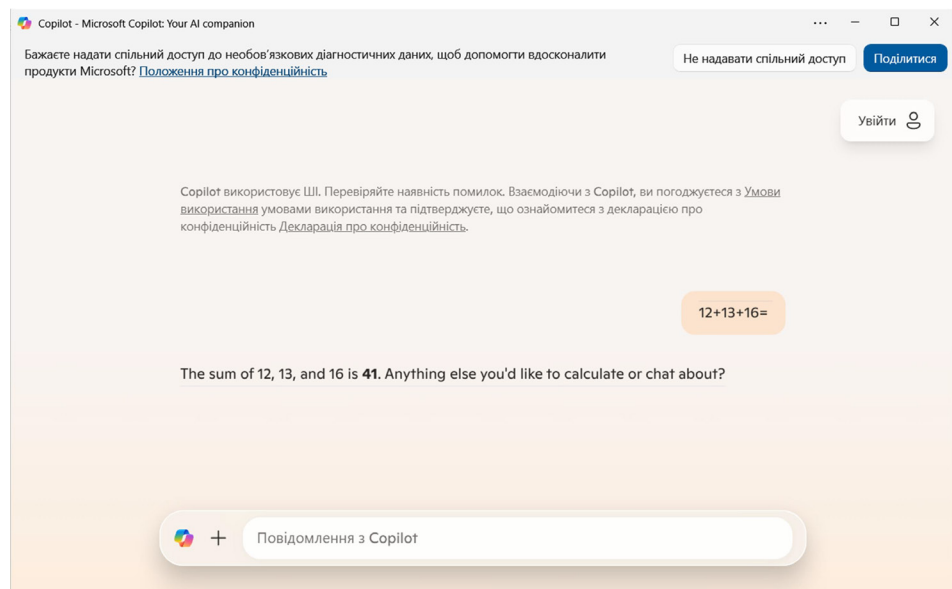 Copilot - Microsoft Copilot: Your AI companion
Бажаєте надати спільний доступ до необов’язкових діагностичних даних, щоб допомогти вдосконалити
продукти Microsoft? Положення про конфіденційність
Не надавати спільний доступ
Поділитися
Увійти
Copilot використовує ШІ. Перевіряйте наявність помилок. Взаємодіючи з Copilot, ви погоджуєтеся з Умови
використання умовами використання та підтверджуєте, що ознайомитеся з декларацією про
конфіденційність Декларація про конфіденційність.
12+13+16=
The sum of 12, 13, and 16 is 41. Anything else you'd like to calculate or chat about?
Повідомлення з Copilot